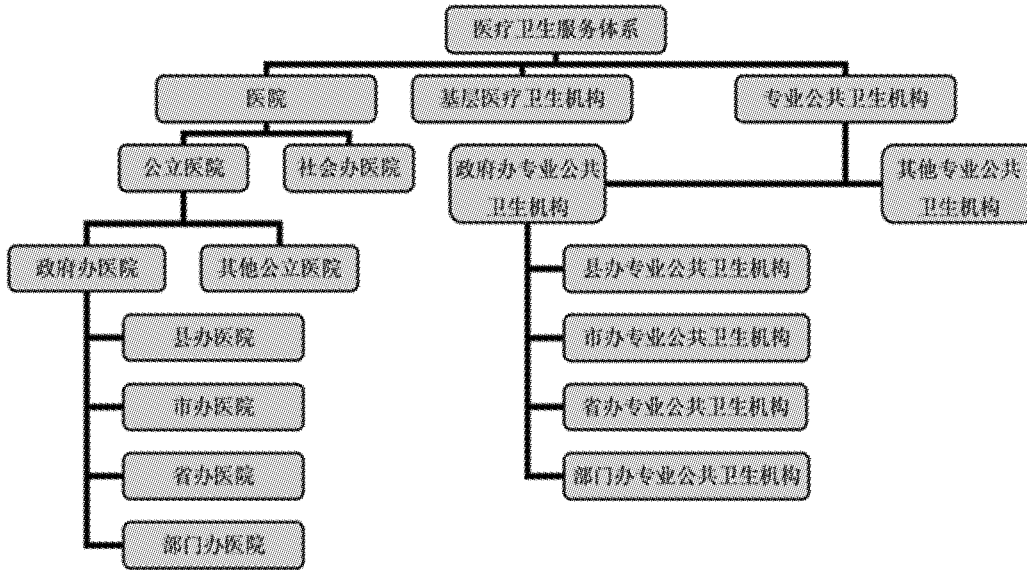 医疗卫生服务体系
医院
基层医疗卫生机构
专业公共卫生机构
公立医院
社会办医院
政府办专业公共
卫生机构
其他专业公共
卫生机构
政府办医院
其他公立医院
县办专业公共卫生机构
县办医院
市办专业公共卫生机构
市办医院
省办专业公共卫生机构
省办医院
部门办专业公共卫生机构
部门办医院